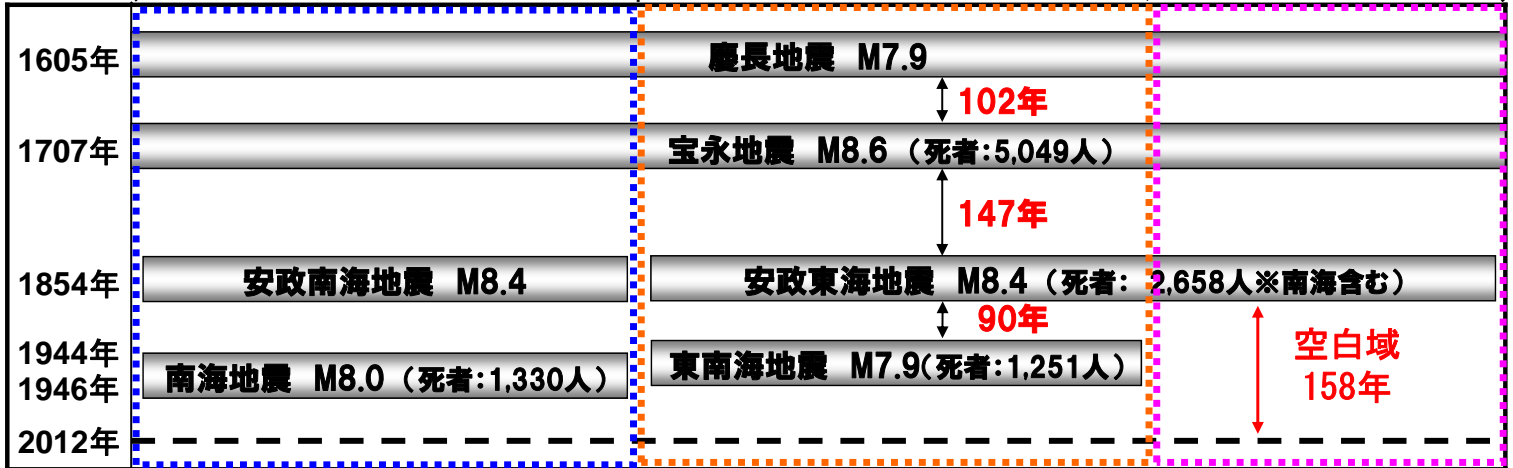 1605年
慶長地震 M7.9
102年
1707年
宝永地震 M8.6 (死者:5,049人)
147年
1854年
安政南海地震 M8.4
安政東海地震 M8.4 (死者: 2,658人※南海含む)
90年
空白域
158年
1944年
1946年
南海地震 M8.0 (死者:1,330人)
東南海地震 M7.9(死者:1,251人)
2012年